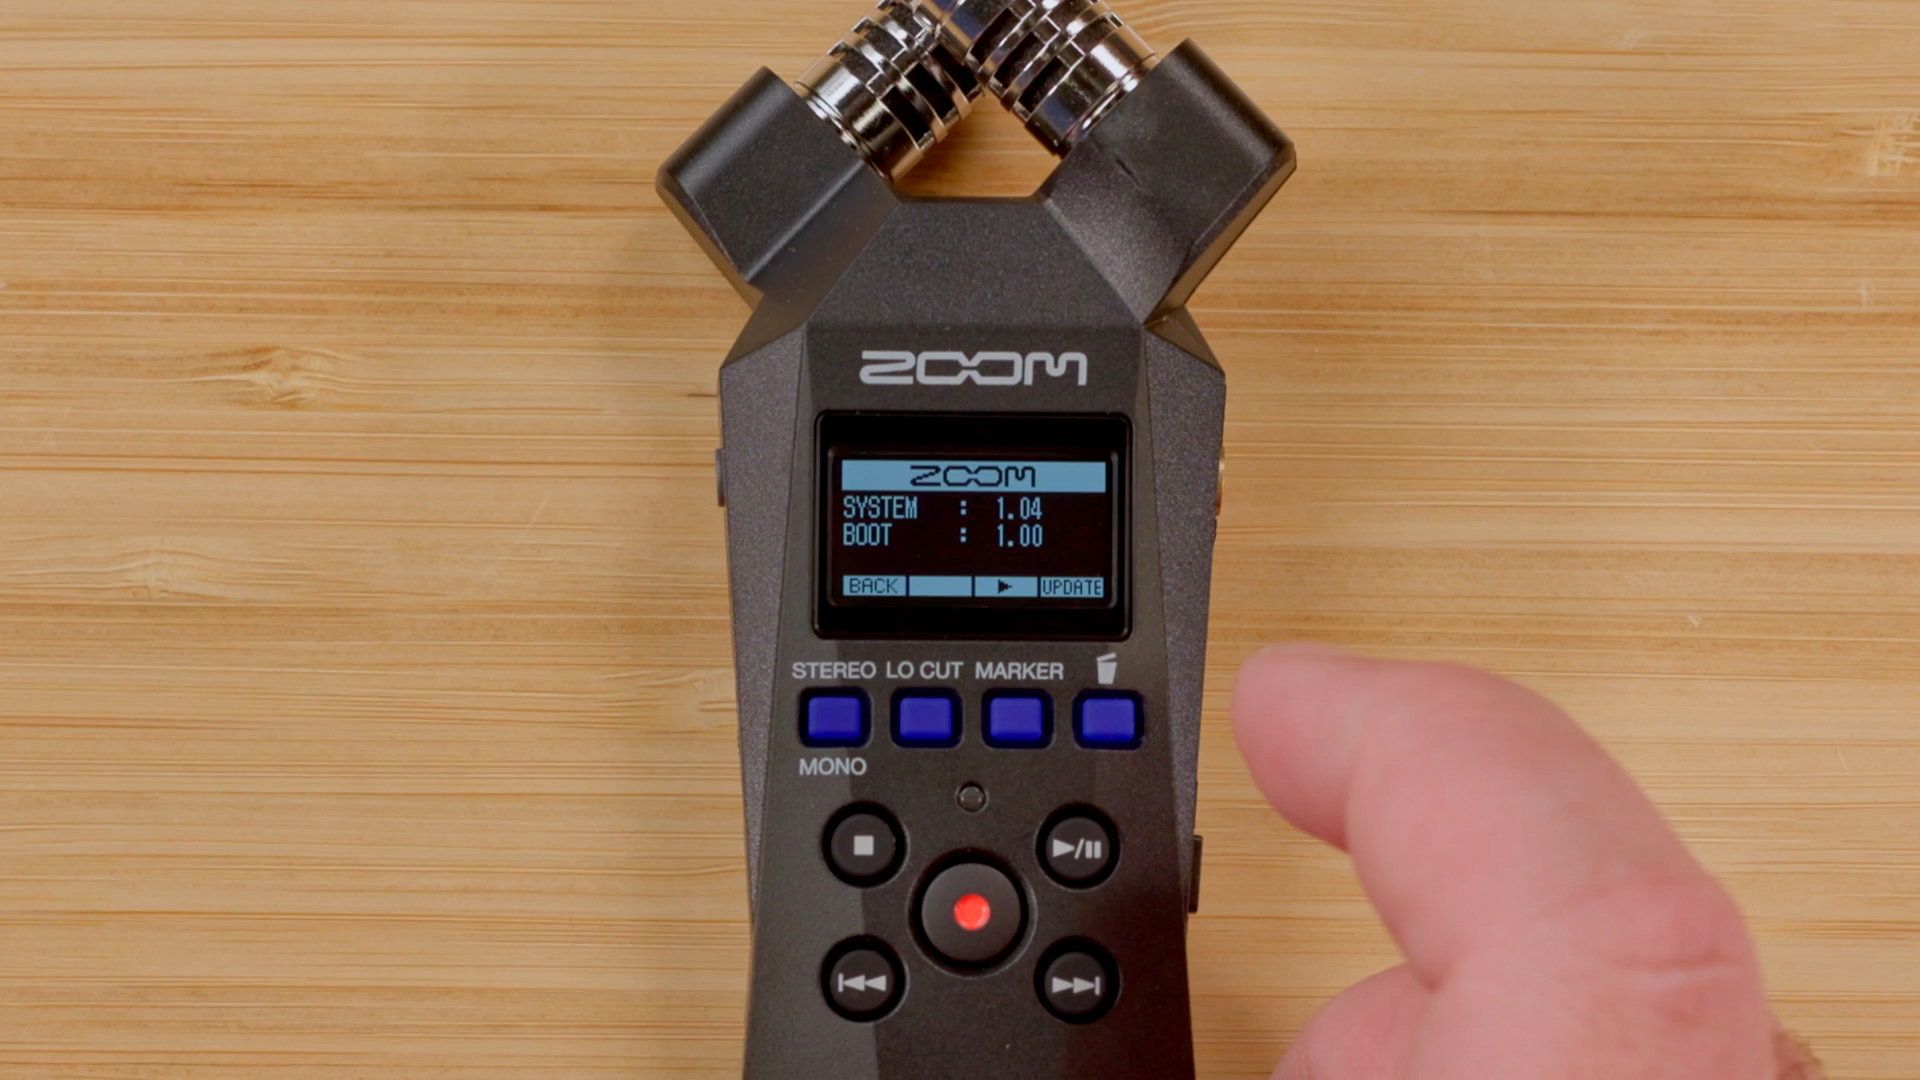 ZOOM
ZOOM
SYSTEM : 1.04
BOOT : 1.00
BACK UPDATE
STEREO LO CUT MARKER
MONO